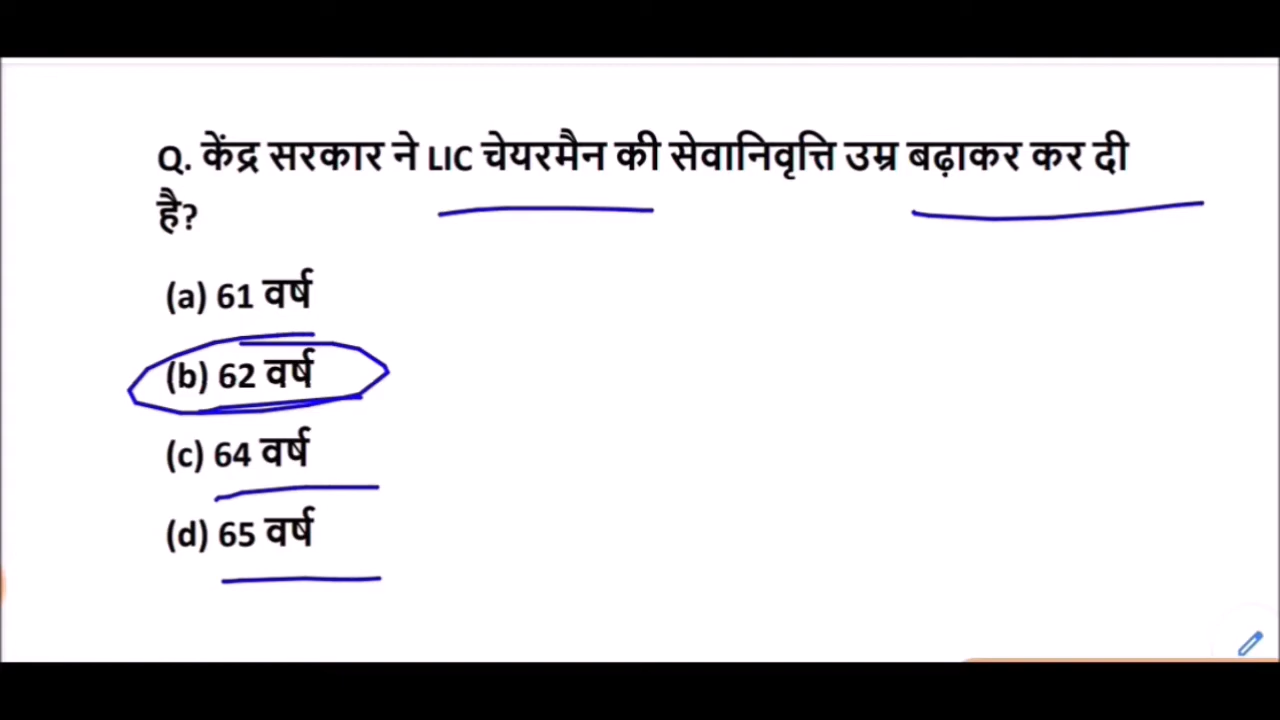 Q. केंद्र सरकार ने LIC चेयरमैन की सेवानिवृत्ति उम्र बढ़ाकर कर दी
है?
(a) 61 वर्ष
(b) 62 वर्ष
(c) 64 वर्ष
(d) 65 वर्ष